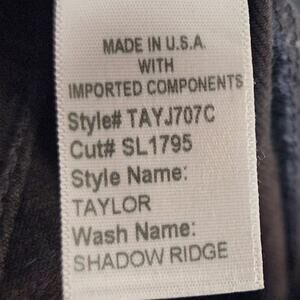 MADE IN U.S.A.
WITH
IMPORTED COMPONENTS
Style# TAYJ707C
Cut# SL1795
Style Name:
TAYLOR
Wash Name:
SHADOW RIDGE